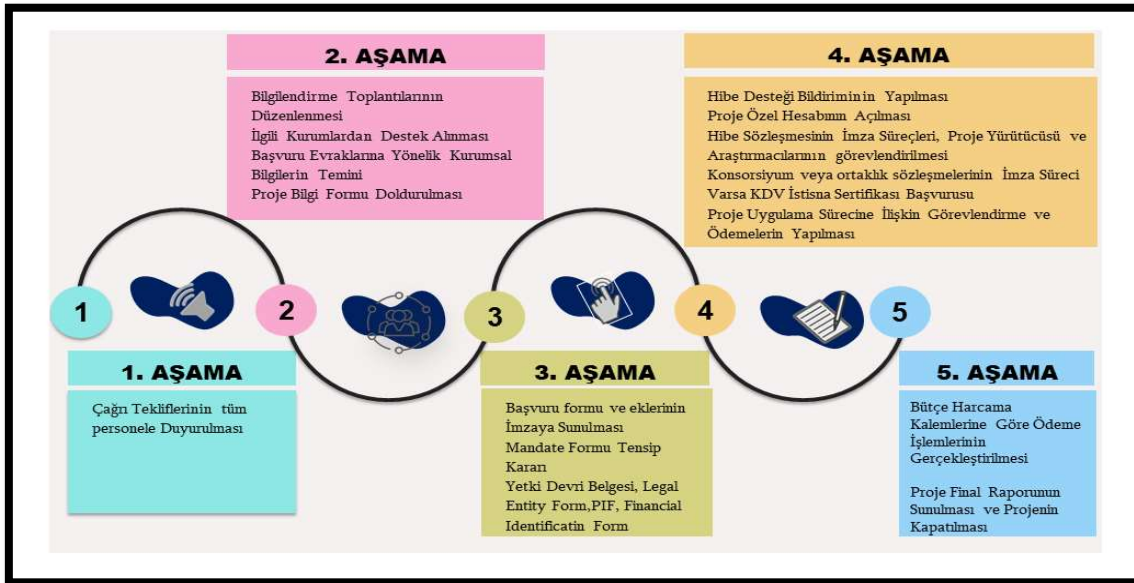 2. AŞAMA
Bilgilendirme Toplantılarının
Düzenlenmesi
İlgili Kurumlardan Destek Alınması
Başvuru Evraklarına Yönelik Kurumsal
Bilgilerin Temini
Proje Bilgi Formu Doldurulması
4. AŞAMA
Hibe Desteği Bildiriminin Yapılması
Proje Özel Hesabının Açılması
Hibe Sözleşmesinin İmza Süreçleri, Proje Yürütücüsü ve
Araştırmacılarının görevlendirilmesi
Konsorsiyum veya ortaklık sözleşmelerinin İmza Süreci
Varsa KDV İstisna Sertifikası Başvurusu
Proje Uygulama Sürecine İlişkin Görevlendirme ve
Ödemelerin Yapılması
1
2
3
4
5
1. AŞAMA
Çağrı Tekliflerinin tüm
personele Duyurulması
3. AŞAMA
Başvuru formu ve eklerinin
İmzaya Sunulması
Mandate Formu Tensip
Kararı
Yetki Devri Belgesi, Legal
Entity Form,PIF, Financial
Identificatin Form
5. AŞAMA
Bütçe Harcama
Kalemlerine Göre Ödeme
İşlemlerinin
Gerçekleştirilmesi
Proje Final Raporunun
Sunulması ve Projenin
Kapatılması